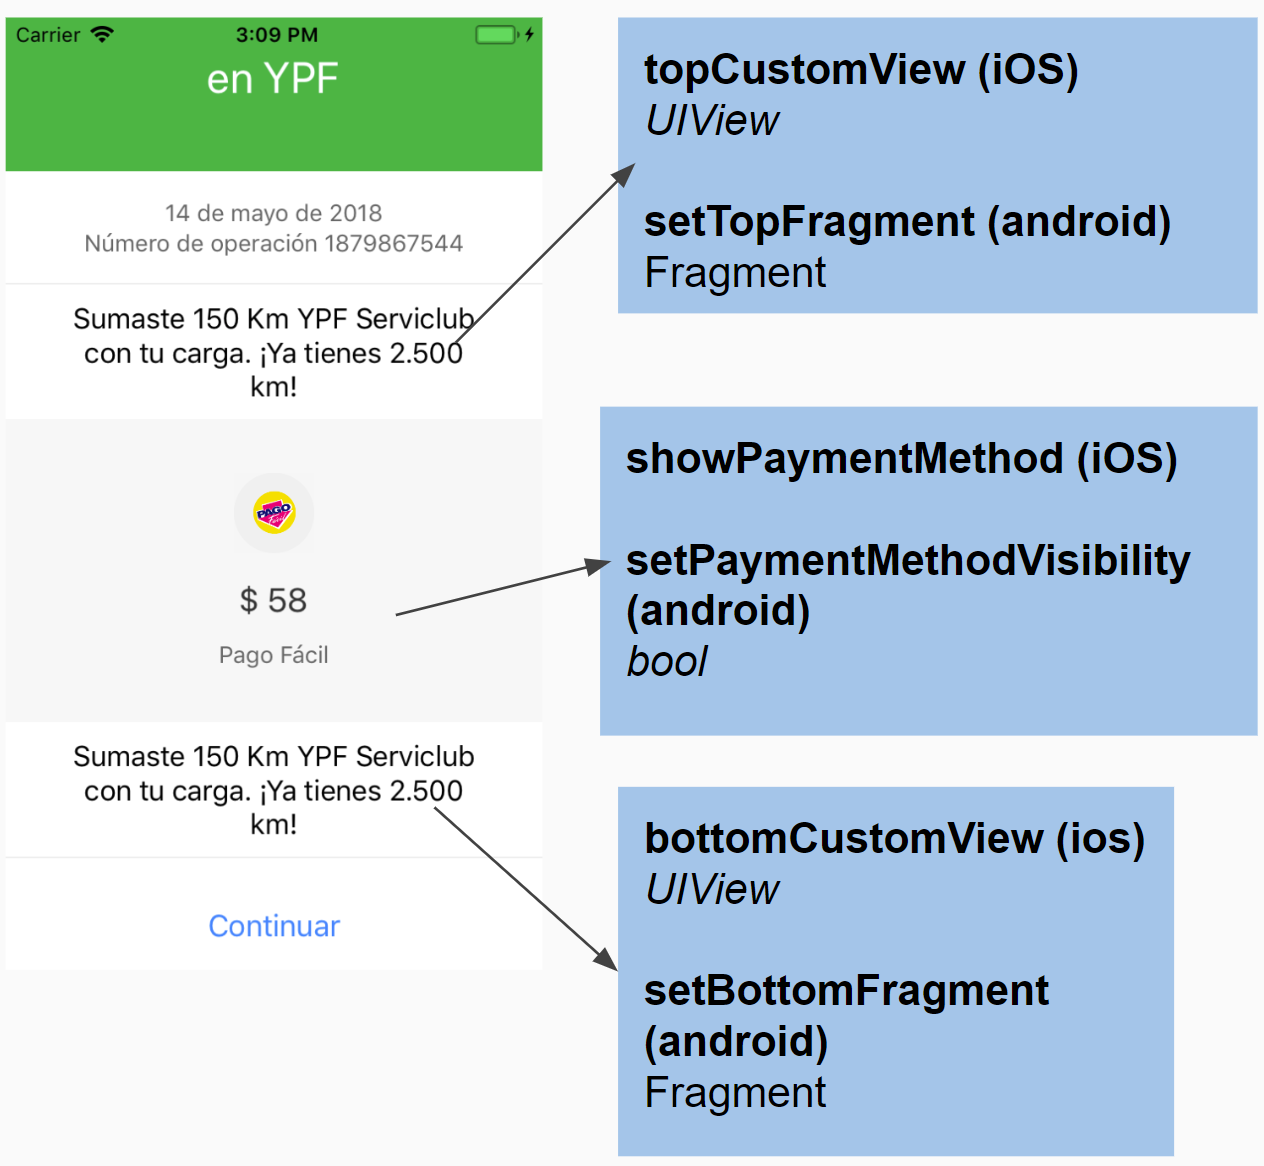 Carrier
3:09 PM
en YPF
14 de mayo de 2018
Número de operación 1879867544
Sumaste 150 Km YPF Serviclub
con tu carga. ¡Ya tienes 2.500
km!
PAGO
$ 58
Pago Fácil
Sumaste 150 Km YPF Serviclub
con tu carga. ¡Ya tienes 2.500
km!
Continuar
topCustomView (iOS)
UIView
setTopFragment (android)
Fragment
showPaymentMethod (iOS)
setPaymentMethodVisibility
(android)
bool
bottomCustomView (ios)
UIView
setBottomFragment
(android)
Fragment